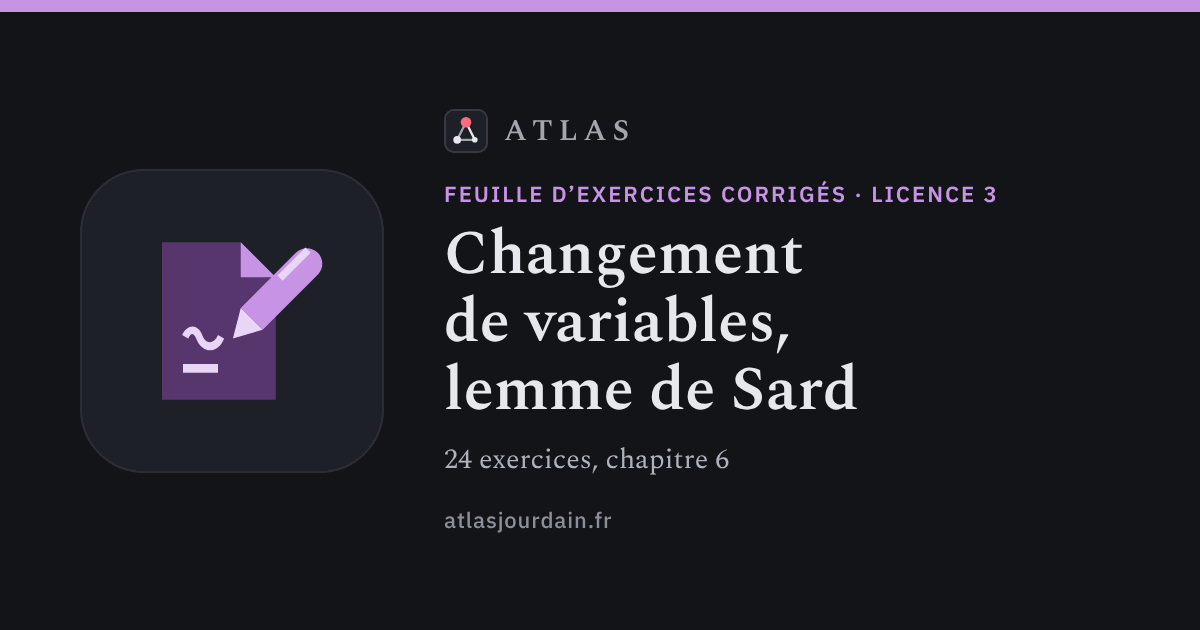 ATLAS
FEUILLE D’EXERCICES CORRIGÉS · LICENCE 3
Changement
de variables,
lemme de Sard
24 exercices, chapitre 6
atlasjourdain.fr